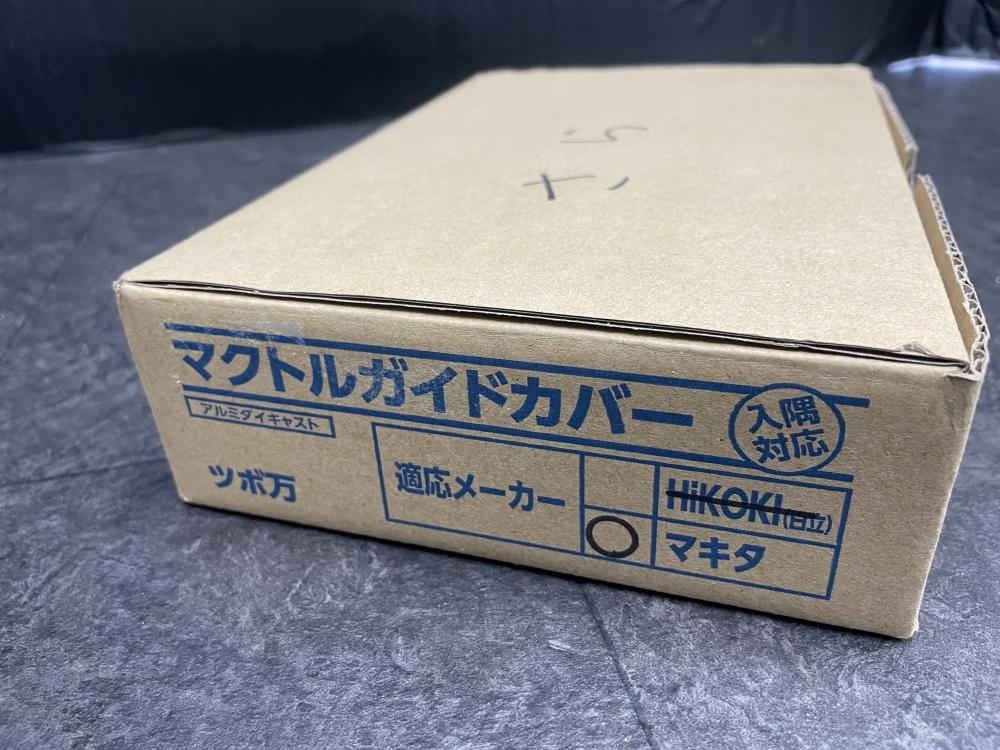 マクトルガイドカバー
入隅
対応
アルミダイキャスト
ツボ万
適応メーカー
HiKOKI(日立)
○ マキタ